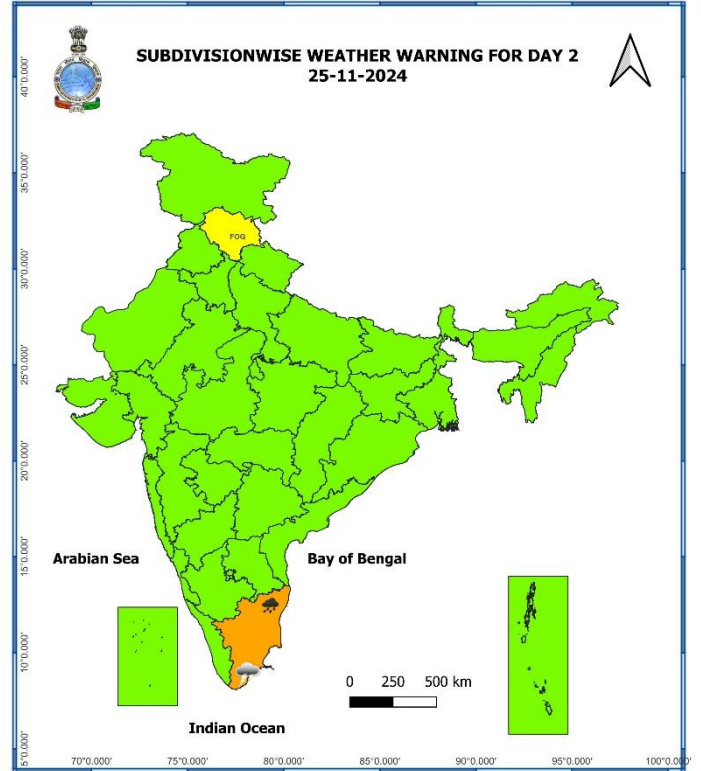 SUBDIVISIONWISE WEATHER WARNING FOR DAY 2
25-11-2024
40°0.000'
35°0.000'
30°0.000'
25°0.000'
20°0.000'
15°0.000'
10°0.000'
5°0.000'
FOG
Arabian Sea
Bay of Bengal
0 250 500 km
Indian Ocean
70°0.000' 75°0.000' 80°0.000' 85°0.000' 90°0.000' 95°0.000' 100°0.000'